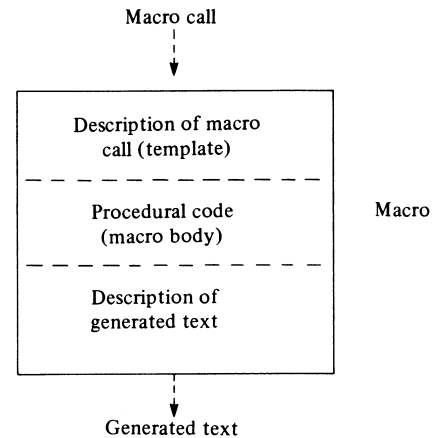 Macro call
Description of macro
call (template)
Procedural code
(macro body)
Macro
Description of
generated text
Generated text